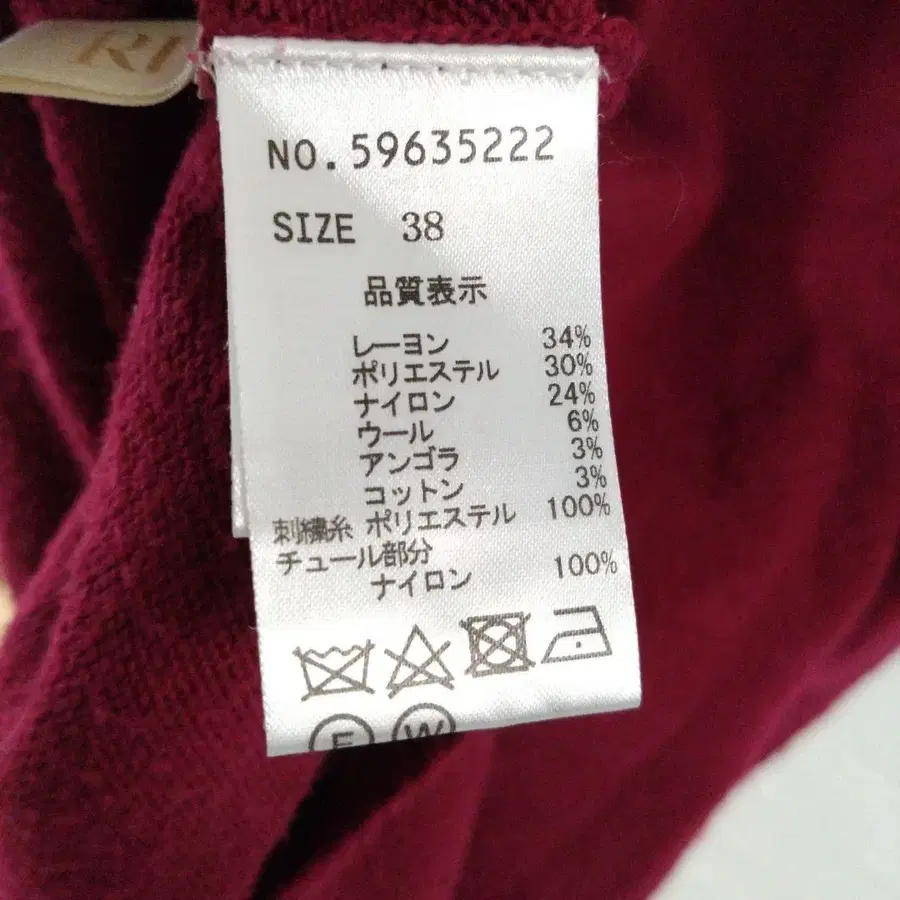 RI
NO.59635222
SIZE 38
品質表示
レーヨン 34%
ポリエステル 30%
ナイロン 24%
ウール 6%
アンゴラ 3%
コットン 3%
刺繍糸 ポリエステル 100%
チュール部分
ナイロン 100%
F W